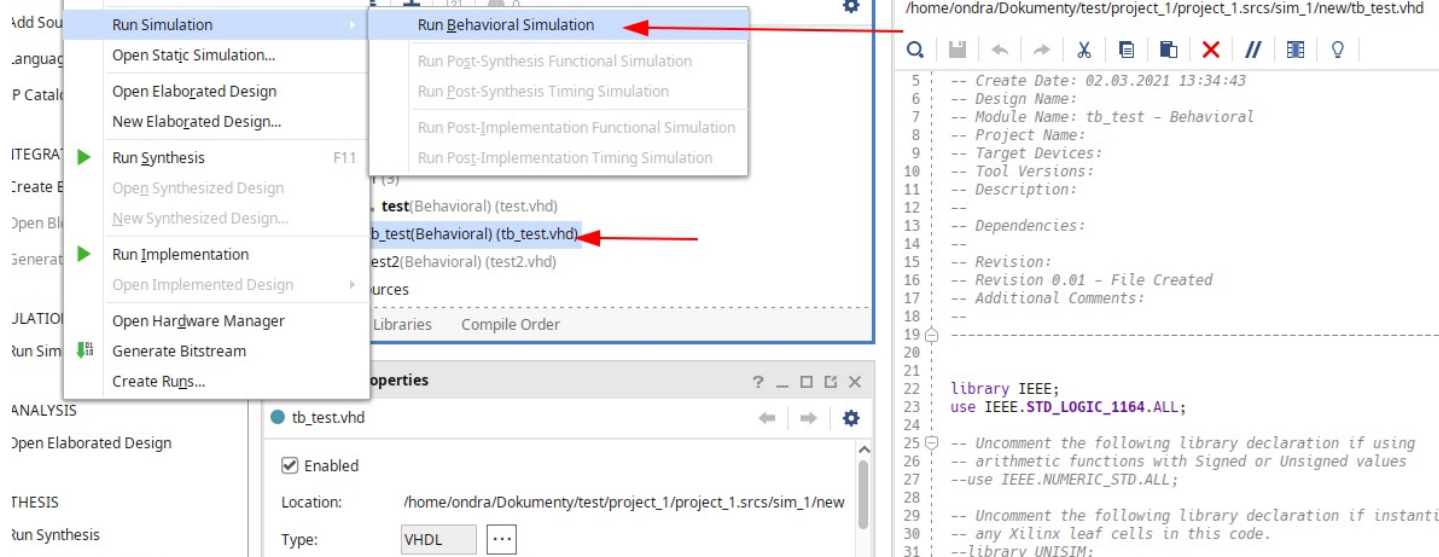 Add Sou
Languag
IP Catalo
INTEGRAT
Create B
Open Blo
Generat
ULATIO
Run Sim
ANALYSIS
Open Elaborated Design
THESIS
Run Synthesis
Run Simulation
Open Static Simulation...
Open Elaborated Design
New Elaborated Design...
Run Synthesis F11
Open Synthesized Design
New Synthesized Design...
Run Implementation
Open Implemented Design
Open Hardware Manager
Generate Bitstream
Create Runs...
Run Behavioral Simulation
Run Post-Synthesis Functional Simulation
Run Post-Synthesis Timing Simulation
Run Post-Implementation Functional Simulation
Run Post-Implementation Timing Simulation
1 (3)
test(Behavioral) (test.vhd)
b_test(Behavioral) (tb_test.vhd)
est2(Behavioral) (test2.vhd)
urces
Libraries Compile Order
operties
tb_test.vhd
Enabled
Location: /home/ondra/Dokumenty/test/project_1/project_1.srcs/sim_1/new
Type: VHDL ...
/home/ondra/Dokumenty/test/project_1/project_1.srcs/sim_1/new/tb_test.vhd
5 -- Create Date: 02.03.2021 13:34:43
6 -- Design Name:
7 -- Module Name: tb_test - Behavioral
8 -- Project Name:
9 -- Target Devices:
10 -- Tool Versions:
11 -- Description:
12 --
13 -- Dependencies:
14 --
15 -- Revision:
16 -- Revision 0.01 - File Created
17 -- Additional Comments:
18 --
19 ----------------------------------------------------------
20
21
22 library IEEE;
23 use IEEE.STD_LOGIC_1164.ALL;
24
25 -- Uncomment the following library declaration if using
26 -- arithmetic functions with Signed or Unsigned values
27 --use IEEE.NUMERIC_STD.ALL;
28
29 -- Uncomment the following library declaration if instanti
30 -- any Xilinx leaf cells in this code.
31 --library UNISIM;